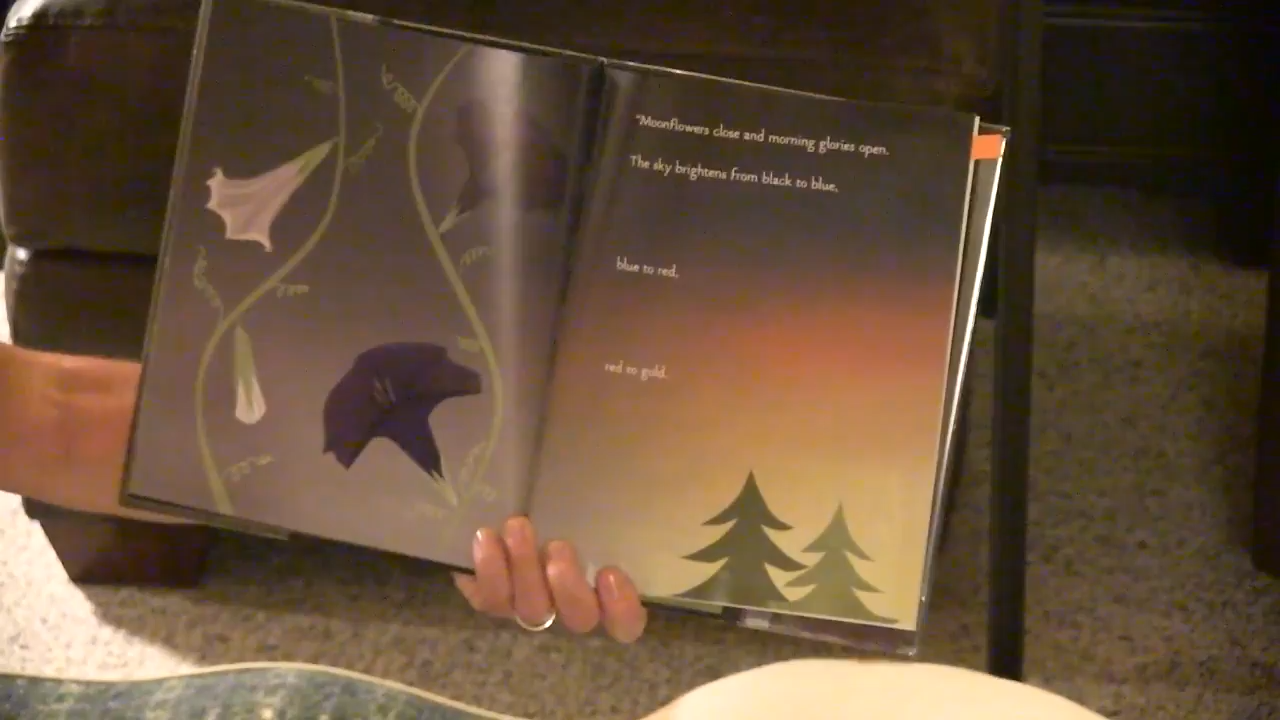 "Moonflowers close and morning glories open.
The sky brightens from black to blue,
blue to red,
red to gold.